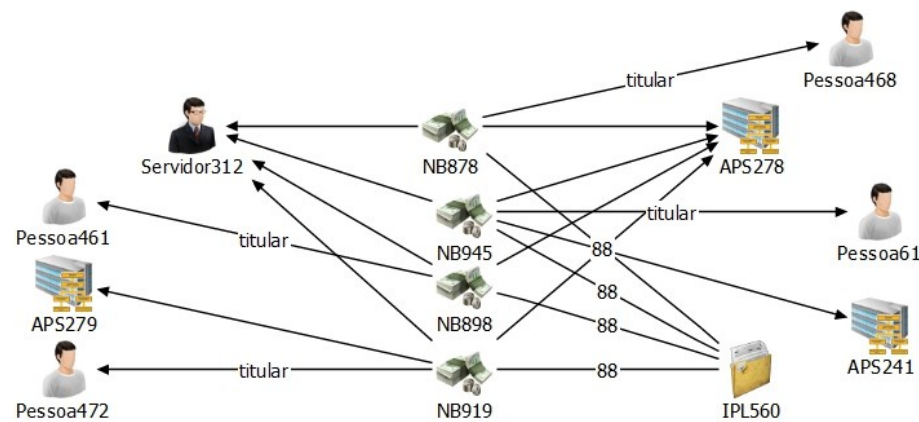 titular
Pessoa468
Servidor312
NB878
APS278
Pessoa461
titular
NB945
titular
Pessoa61
88
APS279
NB898
88
88
APS241
titular
88
Pessoa472
NB919
IPL560